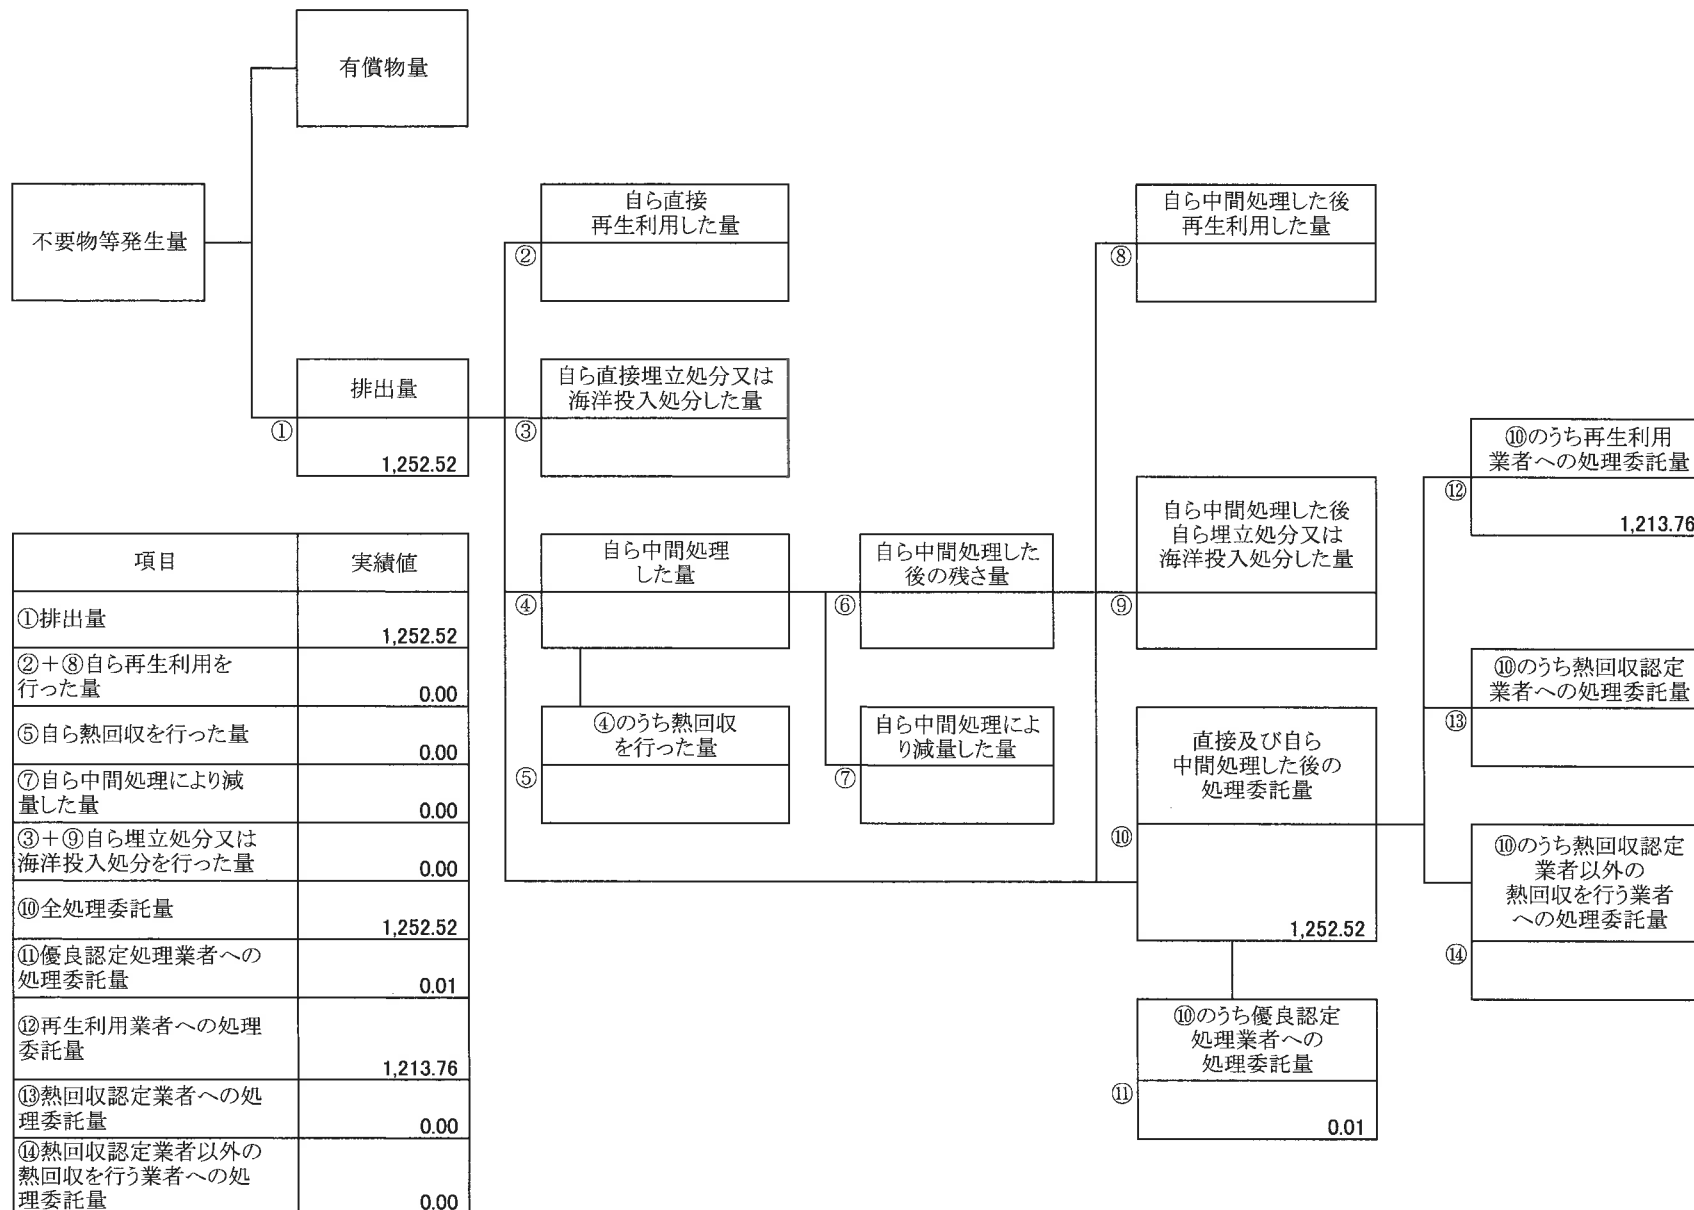 有償物量
不要物等発生量
自ら直接
再生利用した量
②
自ら中間処理した後
再生利用した量
⑧
排出量
①
1,252.52
自ら直接埋立処分又は
海洋投入処分した量
③
⑩のうち再生利用
業者への処理委託量
⑫
1,213.76
自ら中間処理した後
自ら埋立処分又は
海洋投入処分した量
⑨
自ら中間処理
した量
④
自ら中間処理した
後の残さ量
⑥
⑩のうち熱回収認定
業者への処理委託量
⑬
④のうち熱回収
を行った量
⑤
自ら中間処理によ
り減量した量
⑦
直接及び自ら
中間処理した後の
処理委託量
⑩
1,252.52
⑩のうち熱回収認定
業者以外の
熱回収を行う業者
への処理委託量
⑭
⑩のうち優良認定
処理業者への
処理委託量
⑪
0.01
項目 実績値
①排出量
1,252.52
②+⑧自ら再生利用を
行った量
0.00
⑤自ら熱回収を行った量
0.00
⑦自ら中間処理により減
量した量
0.00
③+⑨自ら埋立処分又は
海洋投入処分を行った量
0.00
⑩全処理委託量
1,252.52
⑪優良認定処理業者への
処理委託量
0.01
⑫再生利用業者への処理
委託量
1,213.76
⑬熱回収認定業者への処
理委託量
0.00
⑭熱回収認定業者以外の
熱回収を行う業者への処
理委託量
0.00